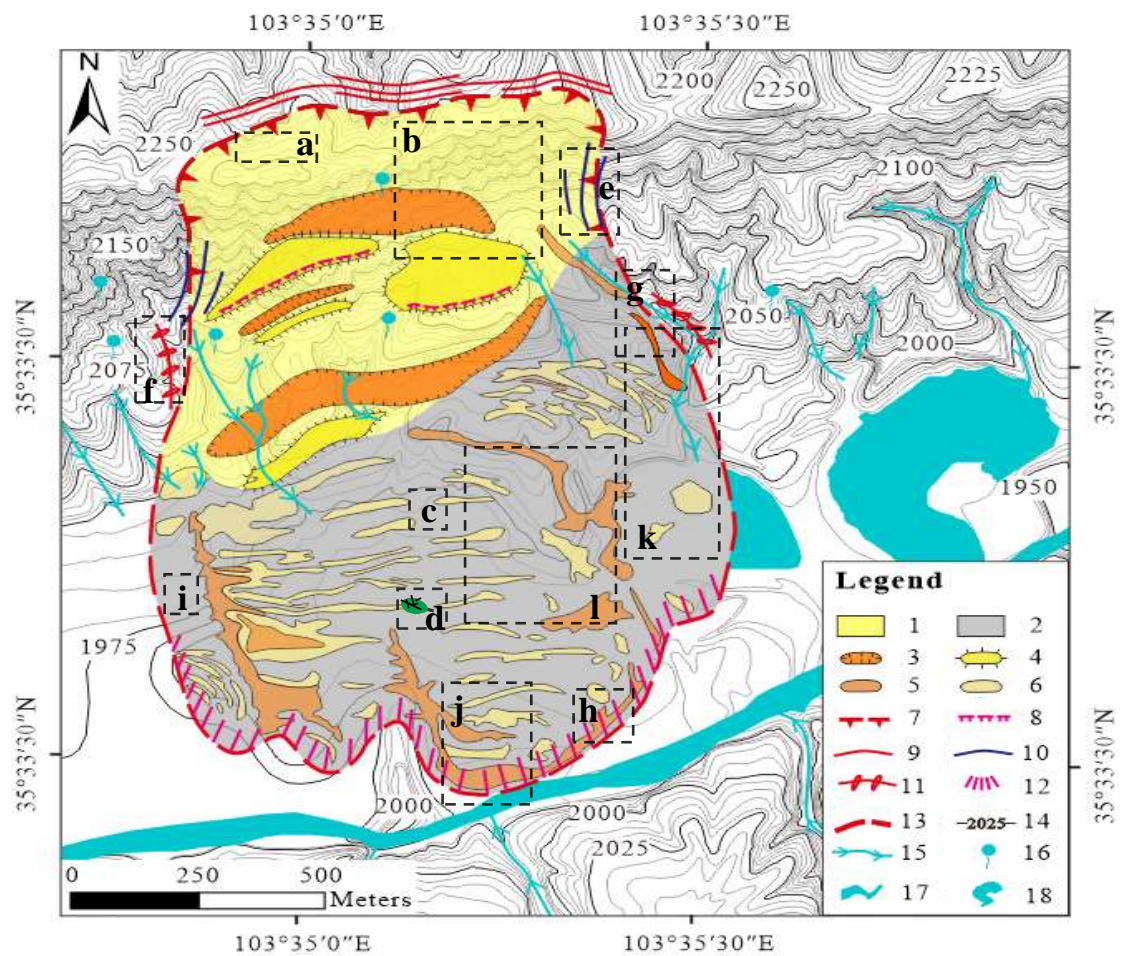 103°35′0″E 103°35′30″E
N
2200 2225
2250
2250
a b
e
2100
2150
g
2050
2000
2075
f
35°33′30″N 35°33′30″N
1950
c
k
i d l
1975
j h
2000 2000
2025
35°33′30″N 35°33′30″N
Legend
1 2
3 4
5 6
7 8
9 10
11 12
13 -2025- 14
15 16
17 18
0 250 500
Meters
103°35′0″E 103°35′30″E